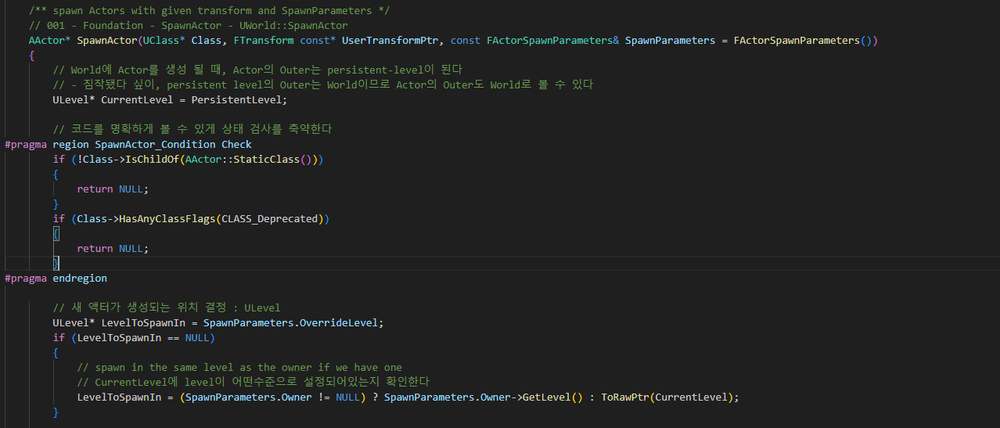 /** spawn Actors with given transform and SpawnParameters */
// 001 - Foundation - SpawnActor - UWorld::SpawnActor
AActor* SpawnActor(UClass* Class, FTransform const* UserTransformPtr, const FActorSpawnParameters& SpawnParameters = FActorSpawnParameters())
{
// World에 Actor를 생성 될 때, Actor의 Outer는 persistent-level이 된다
// - 짐작됐다 싶이, persistent level의 Outer는 World이므로 Actor의 Outer도 World로 볼 수 있다
ULevel* CurrentLevel = PersistentLevel;
// 코드를 명확하게 볼 수 있게 상태 검사를 축약한다
#pragma region SpawnActor_Condition Check
if (!Class->IsChildOf(AActor::StaticClass()))
{
return NULL;
}
if (Class->HasAnyClassFlags(CLASS_Deprecated))
{
return NULL;
}
#pragma endregion
// 새 액터가 생성되는 위치 결정 : ULevel
ULevel* LevelToSpawnIn = SpawnParameters.OverrideLevel;
if (LevelToSpawnIn == NULL)
{
// spawn in the same level as the owner if we have one
// CurrentLevel에 level이 어떤수준으로 설정되어있는지 확인한다
LevelToSpawnIn = (SpawnParameters.Owner != NULL) ? SpawnParameters.Owner->GetLevel() : ToRawPtr(CurrentLevel);
}